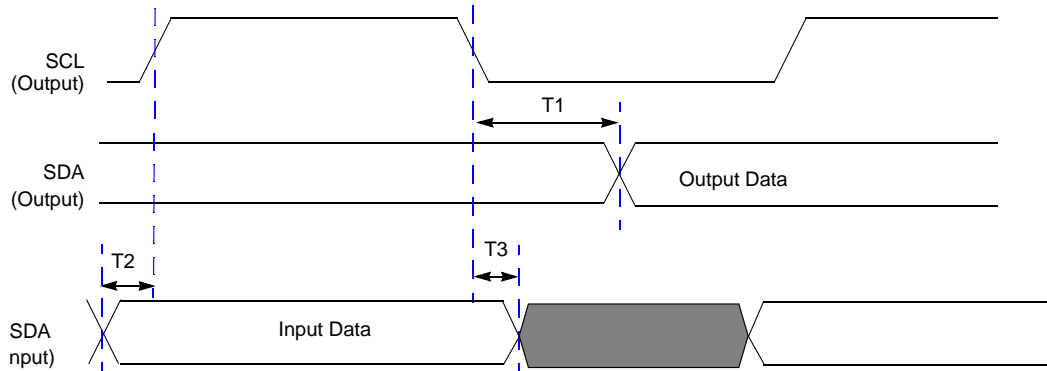 SCL
(Output)
T1
SDA
(Output)
Output Data
T2
T3
SDA
nput)
Input Data